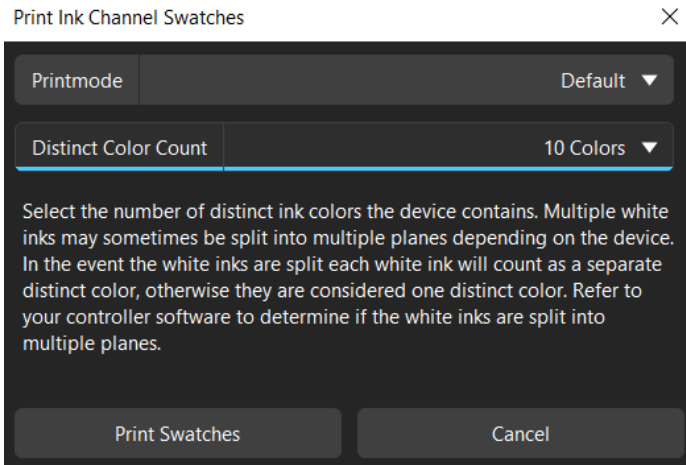 Print Ink Channel Swatches
Printmode Default
Distinct Color Count 10 Colors
Select the number of distinct ink colors the device contains. Multiple white
inks may sometimes be split into multiple planes depending on the device.
In the event the white inks are split each white ink will count as a separate
distinct color, otherwise they are considered one distinct color. Refer to
your controller software to determine if the white inks are split into
multiple planes.
Print Swatches Cancel